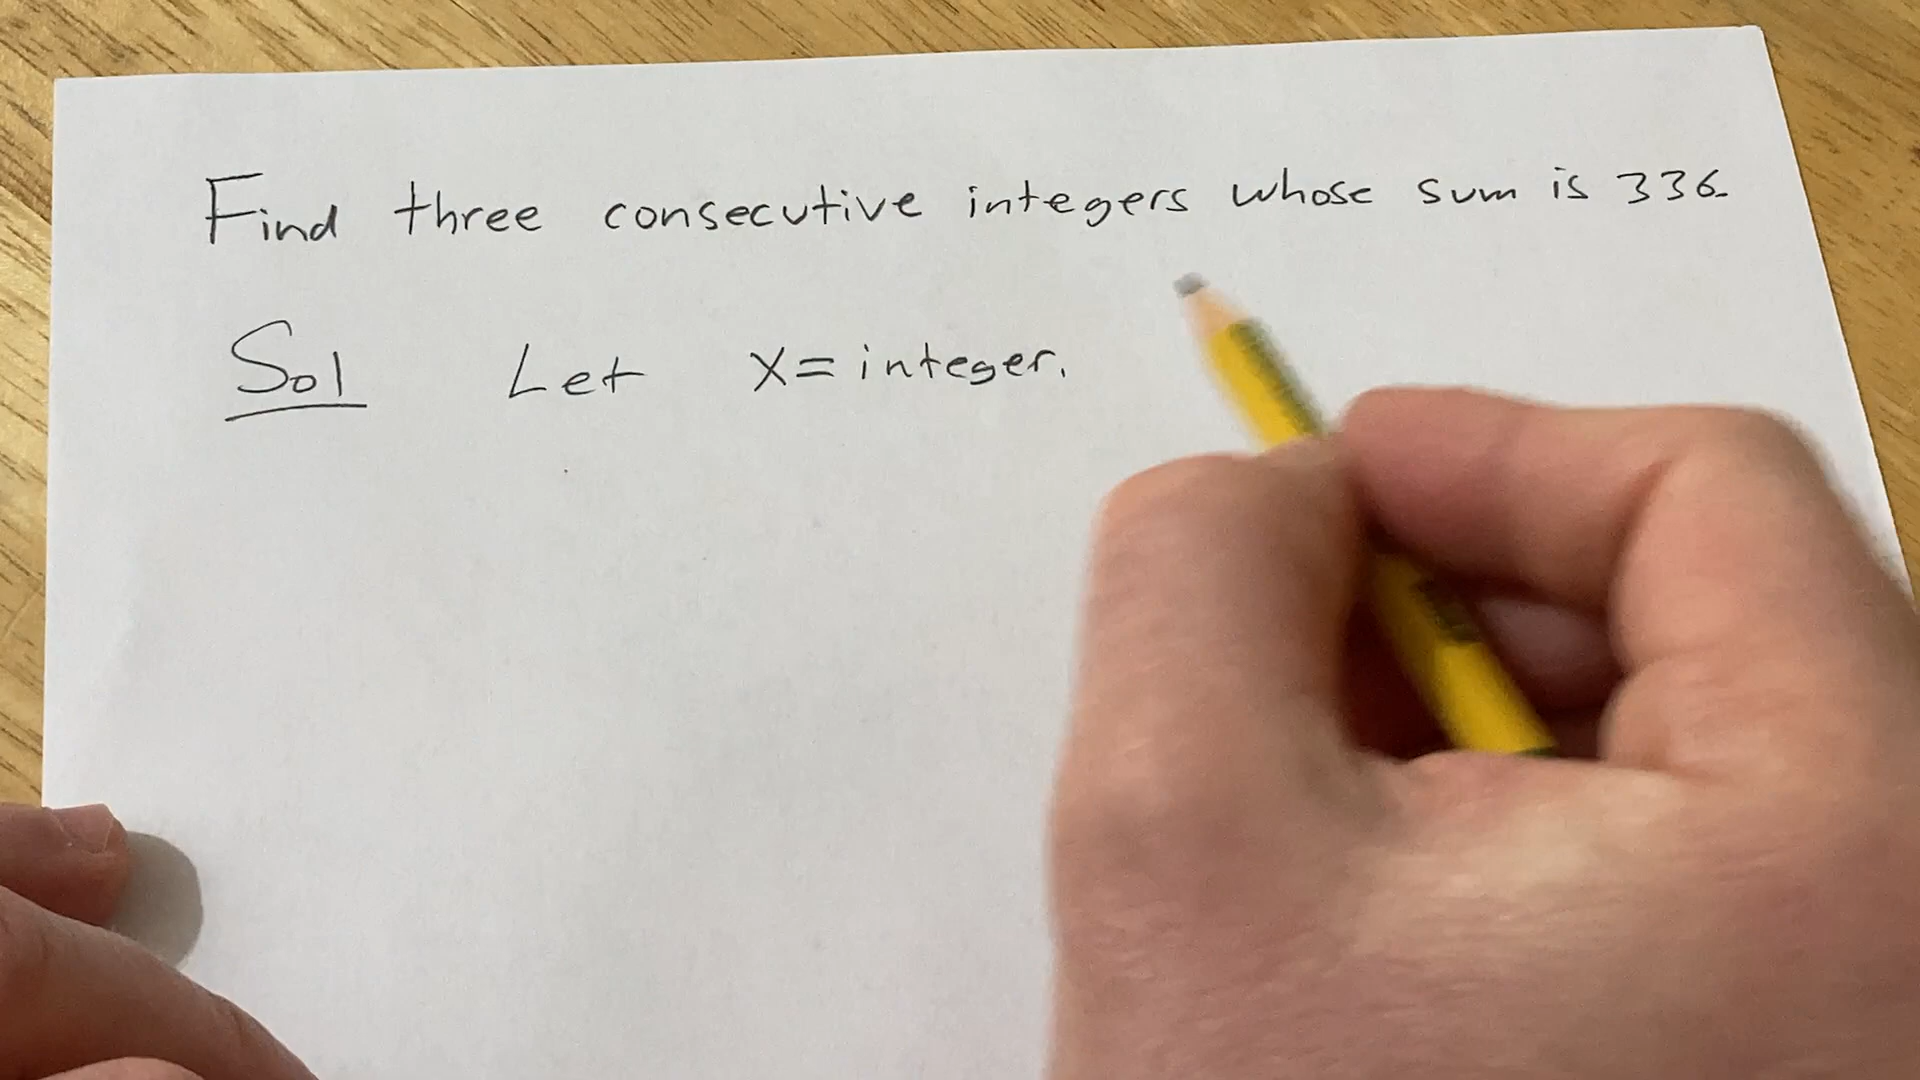 Find three consecutive integers whose sum is 336
Sol Let x = integer.